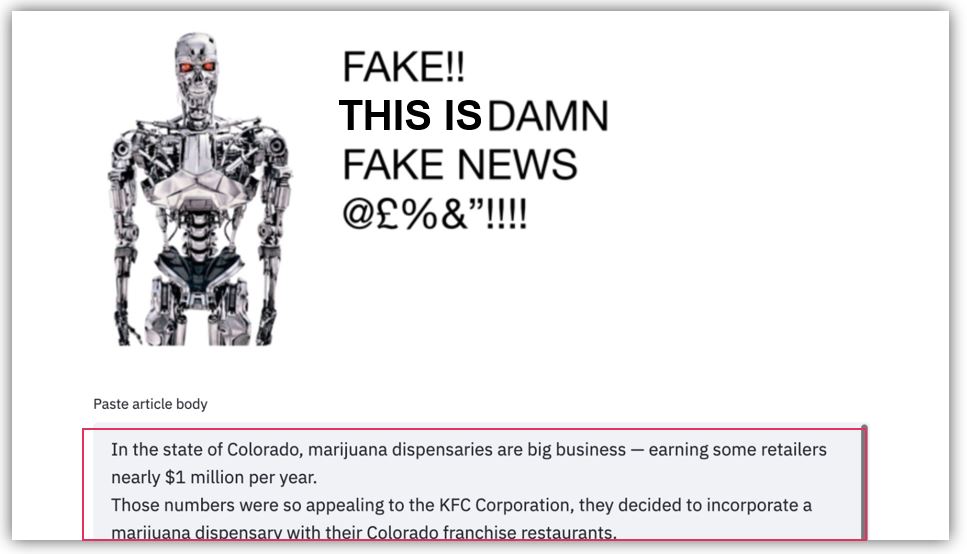 FAKE!!
THIS IS DAMN
FAKE NEWS
@£%&”!!!!
Paste article body
In the state of Colorado, marijuana dispensaries are big business — earning some retailers
nearly $1 million per year.
Those numbers were so appealing to the KFC Corporation, they decided to incorporate a
marijuana dispensary with their Colorado franchise restaurants.